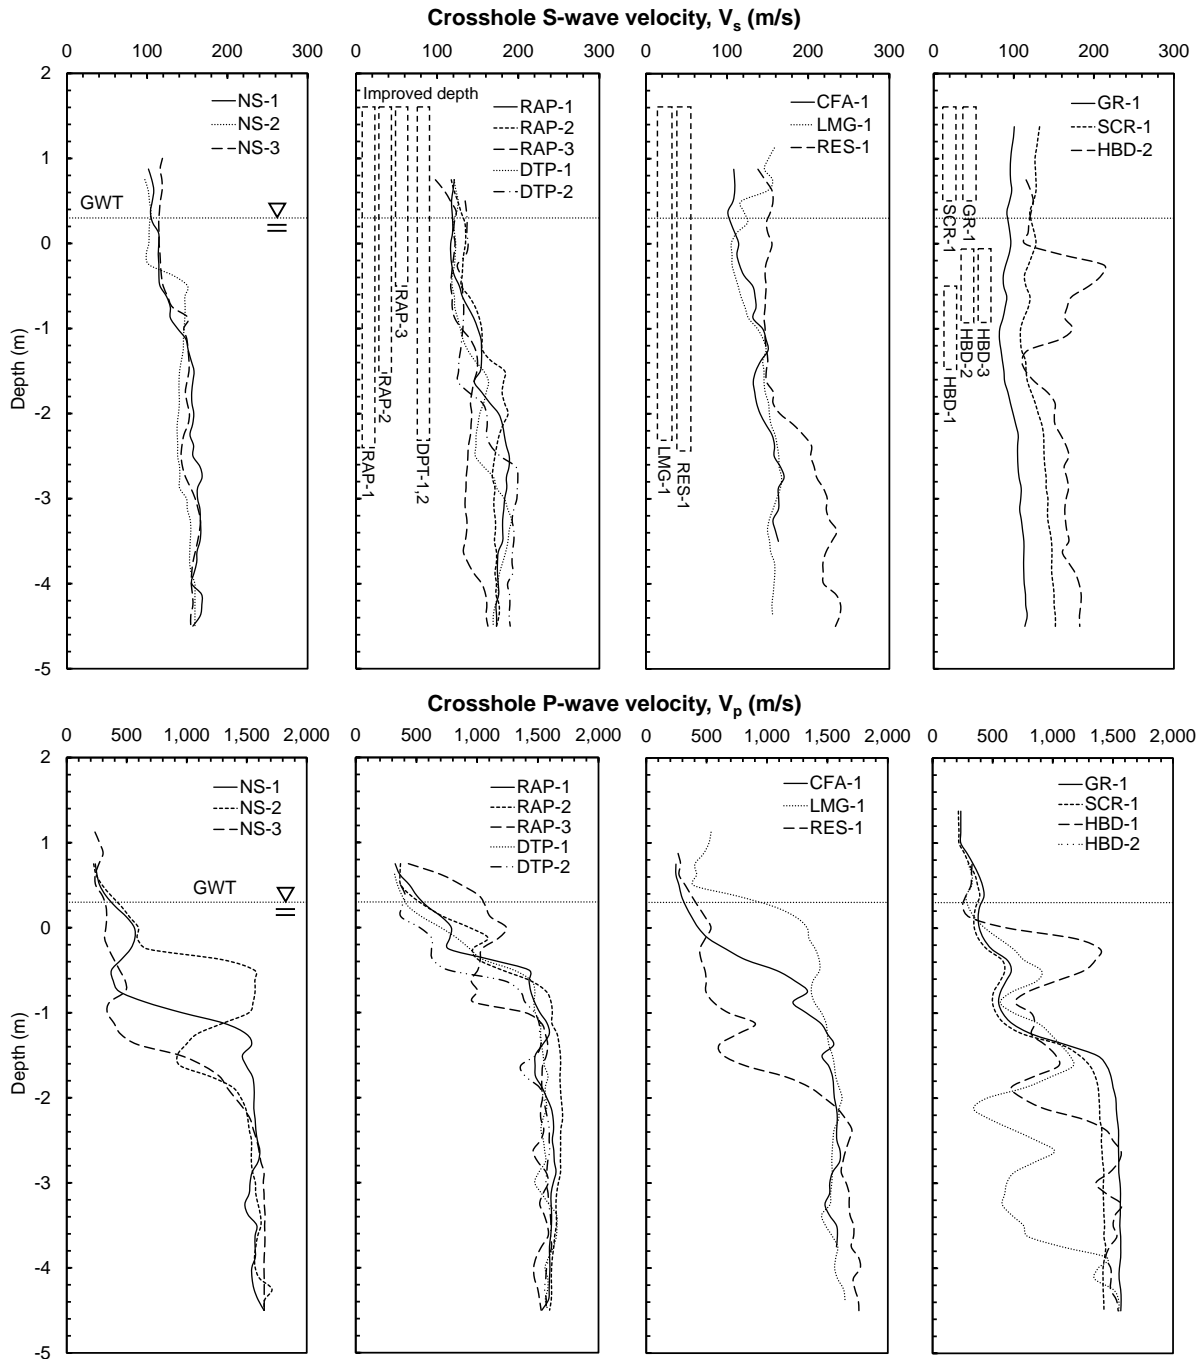 Crosshole S-wave velocity, Vs (m/s)
0 100 200 300 0 100 200 300 0 100 200 300 0 100 200 300
2
1
0
-1
-2
-3
-4
-5
Depth (m)
NS-1
NS-2
NS-3
GWT
Improved depth
RAP-1
RAP-2
RAP-3
DTP-1
DTP-2
RAP-1
RAP-2
RAP-3
DPT-1,2
CFA-1
LMG-1
RES-1
LMG-1
RES-1
GR-1
SCR-1
HBD-2
SCR-1
GR-1
HBD-1
HBD-2
HBD-3
Crosshole P-wave velocity, Vp (m/s)
0 500 1,000 1,500 2,000 0 500 1,000 1,500 2,000 0 500 1,000 1,500 2,000 0 500 1,000 1,500 2,000
2
1
0
-1
-2
-3
-4
-5
Depth (m)
NS-1
NS-2
NS-3
GWT
RAP-1
RAP-2
RAP-3
DTP-1
DTP-2
CFA-1
LMG-1
RES-1
GR-1
SCR-1
HBD-1
HBD-2